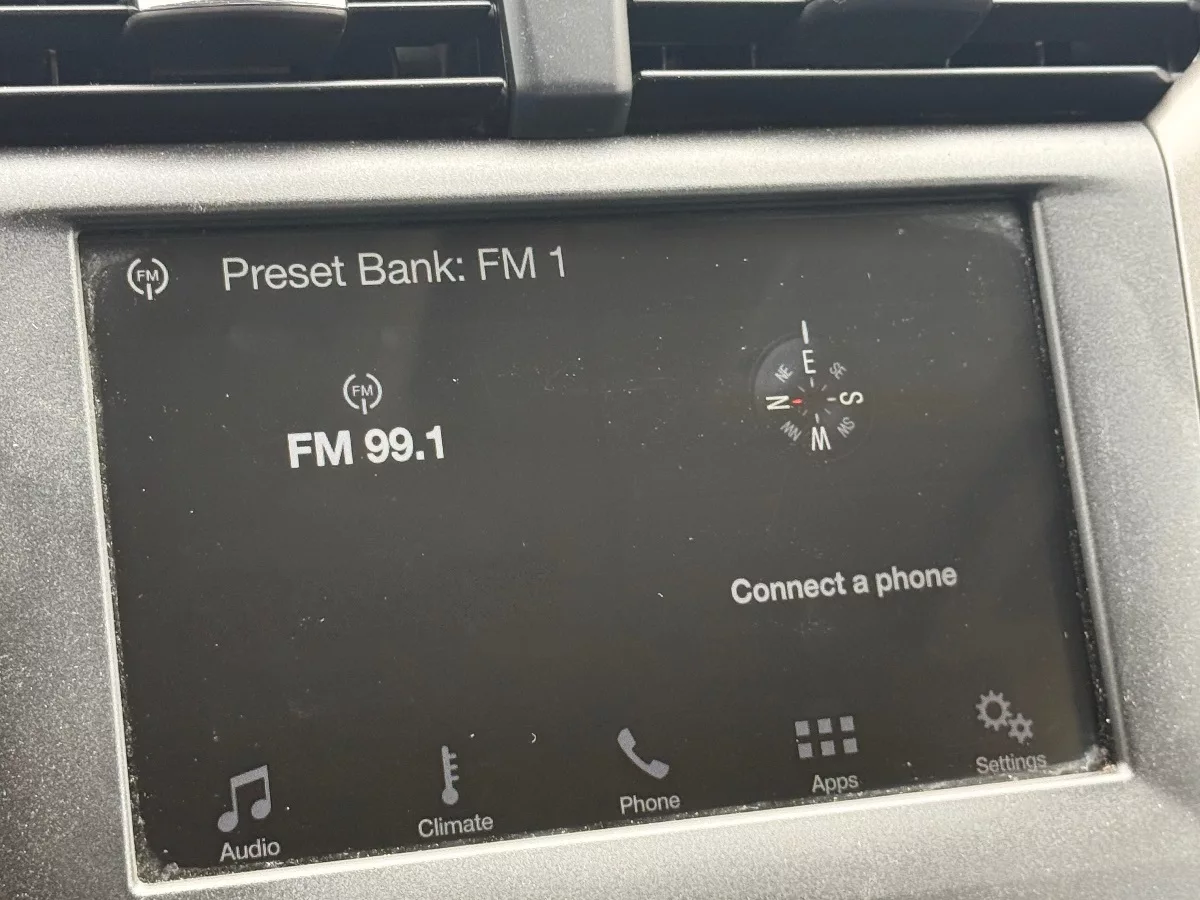 FM
Preset Bank: FM 1
FM
FM 99.1
E
NE
SE
N
S
NW
SW
W
Connect a phone
Audio
Climate
Phone
Apps
Settings